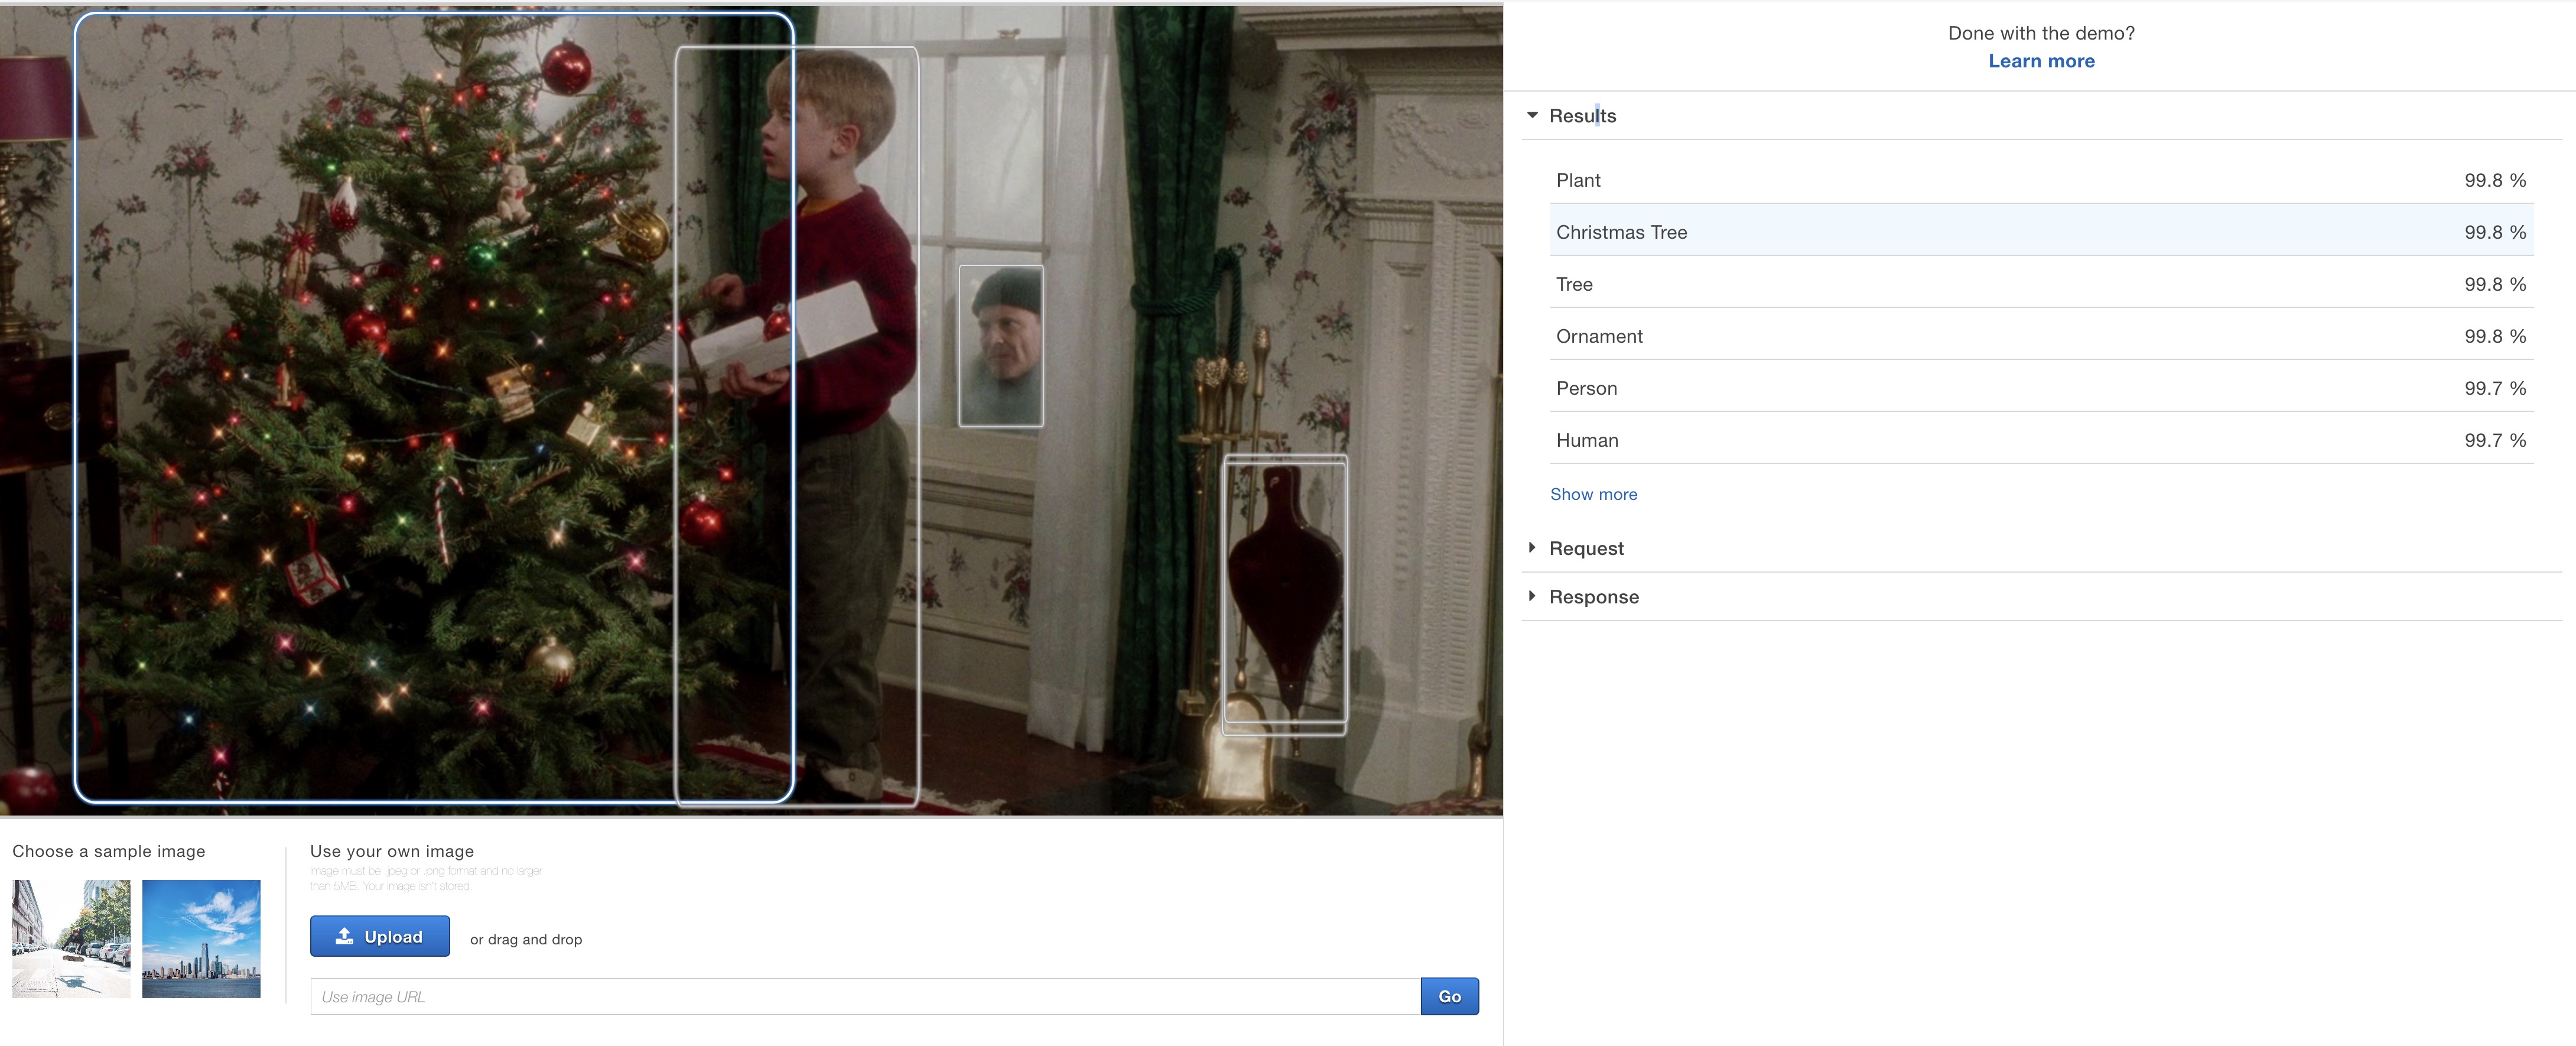 Done with the demo?
Learn more
Results
Plant 99.8 %
Christmas Tree 99.8 %
Tree 99.8 %
Ornament 99.8 %
Person 99.7 %
Human 99.7 %
Show more
Request
Response
Choose a sample image
Use your own image
Image must be .jpeg or .png format and no larger
than 5MB. Your image isn't stored.
Upload
or drag and drop
Use image URL
Go